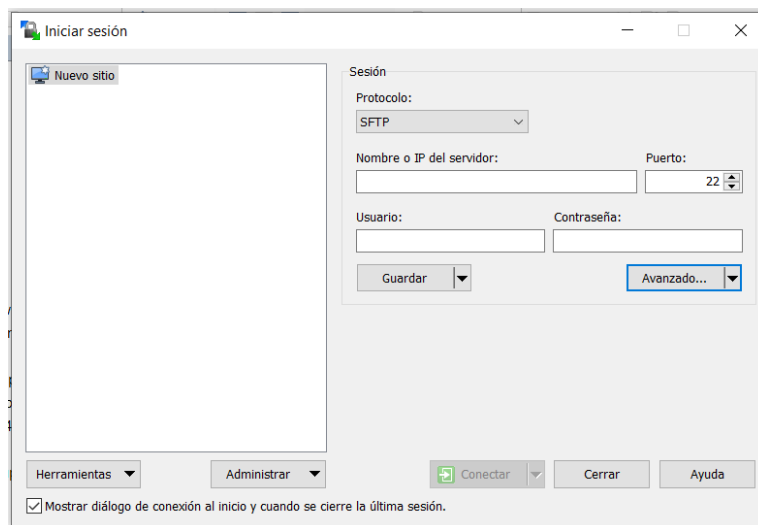 Iniciar sesión
Nuevo sitio
Sesión
Protocolo:
SFTP
Nombre o IP del servidor:
Puerto:
22
Usuario:
Contraseña:
Guardar
Avanzado...
Herramientas
Administrar
Conectar
Cerrar
Ayuda
Mostrar diálogo de conexión al inicio y cuando se cierre la última sesión.